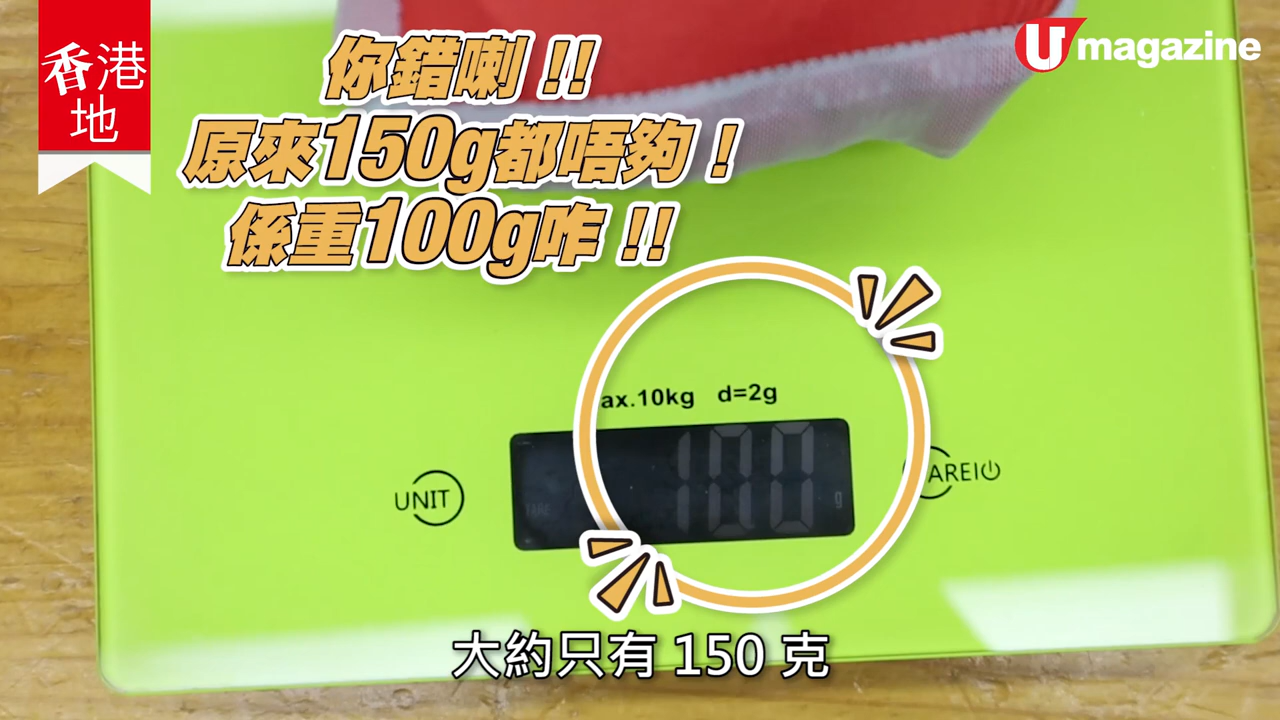 香港
地
U magazine
你錯喇!!
原來150g都唔夠!
係重100g咋!!
ax.10kg d=2g
100
g
TARE
UNIT
AREI
大約只有 150 克